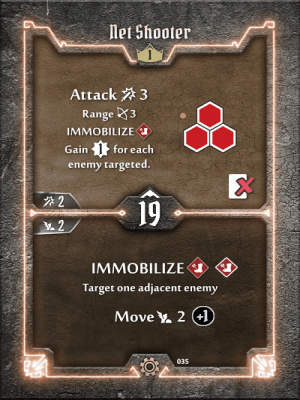 Net Shooter
1
Attack 3
Range 3
IMMOBILIZE
Gain 1 for each
enemy targeted.
2
19
2
IMMOBILIZE
Target one adjacent enemy
Move 2 +1
035